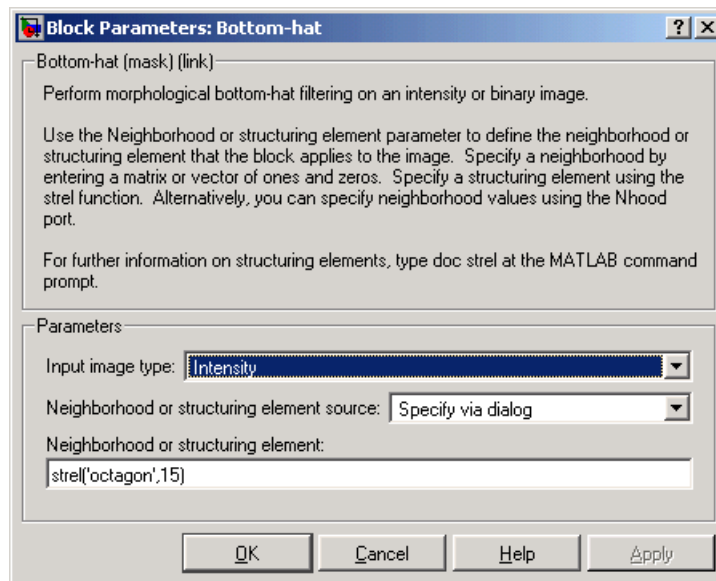 Block Parameters: Bottom-hat
Bottom-hat (mask) (link)
Perform morphological bottom-hat filtering on an intensity or binary image.
Use the Neighborhood or structuring element parameter to define the neighborhood or
structuring element that the block applies to the image.  Specify a neighborhood by
entering a matrix or vector of ones and zeros.  Specify a structuring element using the
strel function.  Alternatively, you can specify neighborhood values using the Nhood
port.
For further information on structuring elements, type doc strel at the MATLAB command
prompt.
Parameters
Input image type: Intensity
Neighborhood or structuring element source: Specify via dialog
Neighborhood or structuring element:
strel('octagon',15)
OK Cancel Help Apply